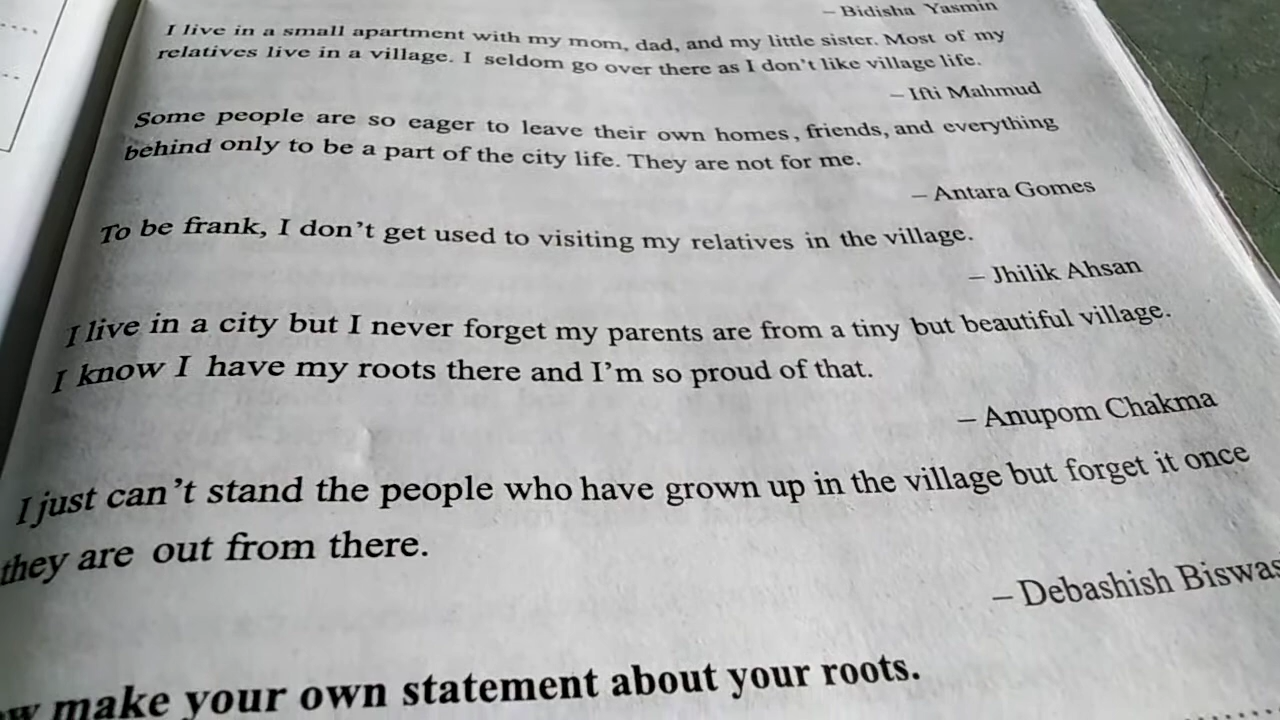 – Bidisha Yasmin
I live in a small apartment with my mom, dad, and my little sister. Most of my
relatives live in a village. I seldom go over there as I don't like village life.
– Ifti Mahmud
Some people are so eager to leave their own homes, friends, and everything
behind only to be a part of the city life. They are not for me.
– Antara Gomes
To be frank, I don't get used to visiting my relatives in the village.
– Jhilik Ahsan
I live in a city but I never forget my parents are from a tiny but beautiful village.
I know I have my roots there and I'm so proud of that.
– Anupom Chakma
I just can't stand the people who have grown up in the village but forget it once
they are out from there.
– Debashish Biswas
make your own statement about your roots.